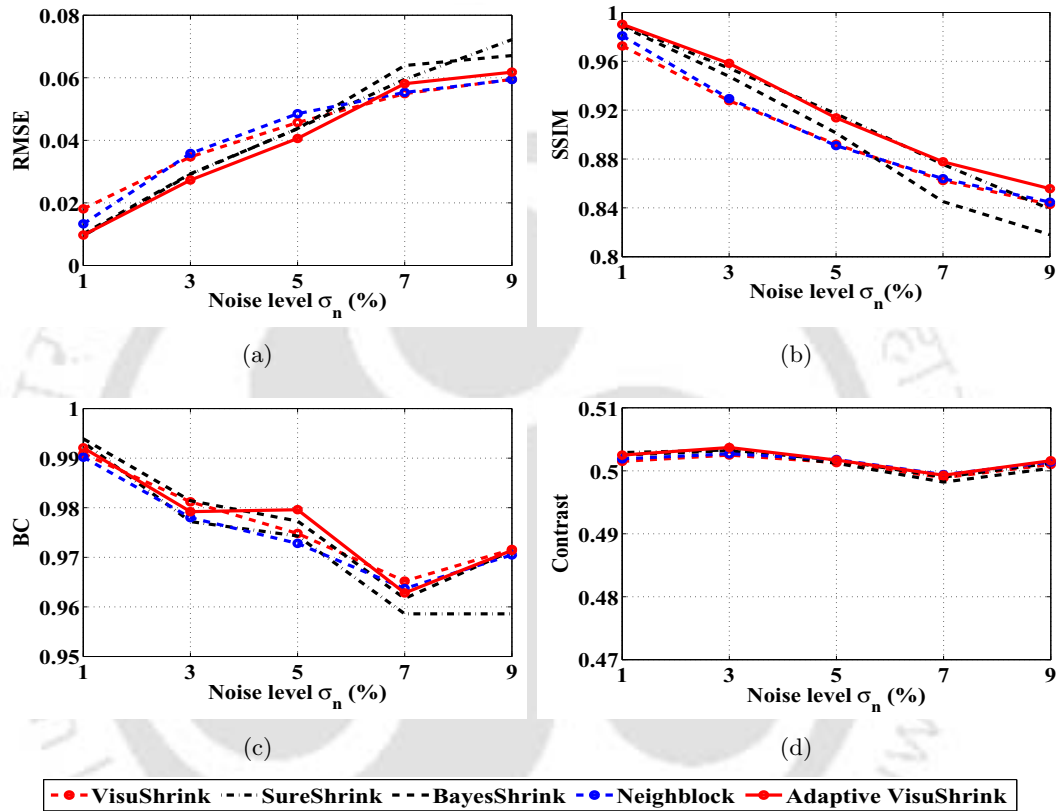 0.08
0.06
0.04
0.02
0
RMSE
1 3 5 7 9
Noise level σn (%)
(a)
1
0.96
0.92
0.88
0.84
0.8
SSIM
1 3 5 7 9
Noise level σn (%)
(b)
1
0.99
0.98
0.97
0.96
0.95
BC
1 3 5 7 9
Noise level σn (%)
(c)
0.51
0.5
0.49
0.48
0.47
Contrast
1 3 5 7 9
Noise level σn (%)
(d)
VisuShrink SureShrink BayesShrink Neighblock Adaptive VisuShrink